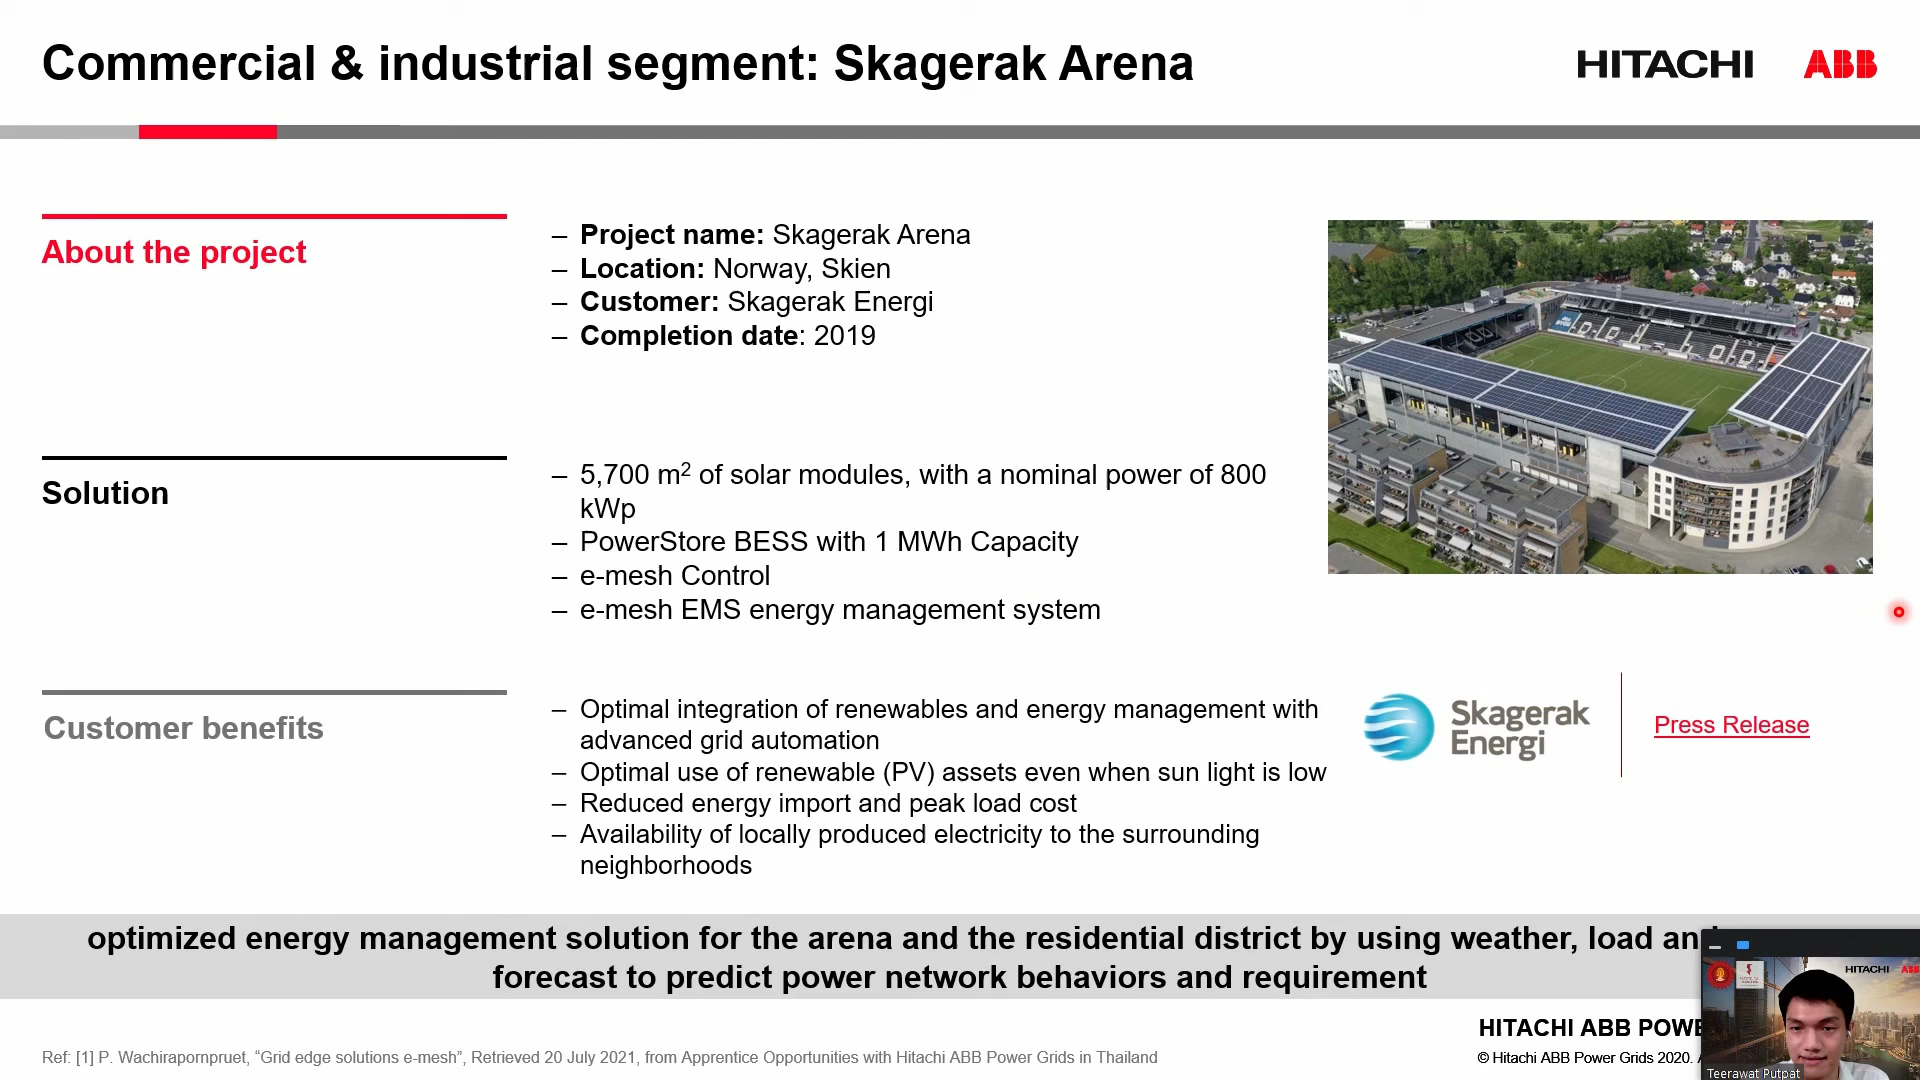 Commercial & industrial segment: Skagerak Arena
HITACHI ABB
About the project
– Project name: Skagerak Arena
– Location: Norway, Skien
– Customer: Skagerak Energi
– Completion date: 2019
Solution
– 5,700 m² of solar modules, with a nominal power of 800
kWp
– PowerStore BESS with 1 MWh Capacity
– e-mesh Control
– e-mesh EMS energy management system
Customer benefits
– Optimal integration of renewables and energy management with
advanced grid automation
– Optimal use of renewable (PV) assets even when sun light is low
– Reduced energy import and peak load cost
– Availability of locally produced electricity to the surrounding
neighborhoods
Skagerak
Energi
Press Release
optimized energy management solution for the arena and the residential district by using weather, load and
forecast to predict power network behaviors and requirement
HITACHI ABB POWE
Ref: [1] P. Wachirapornpruet, “Grid edge solutions e-mesh”, Retrieved 20 July 2021, from Apprentice Opportunities with Hitachi ABB Power Grids in Thailand
© Hitachi ABB Power Grids 2020.
HITACHI ABB
Teerawat Putpat